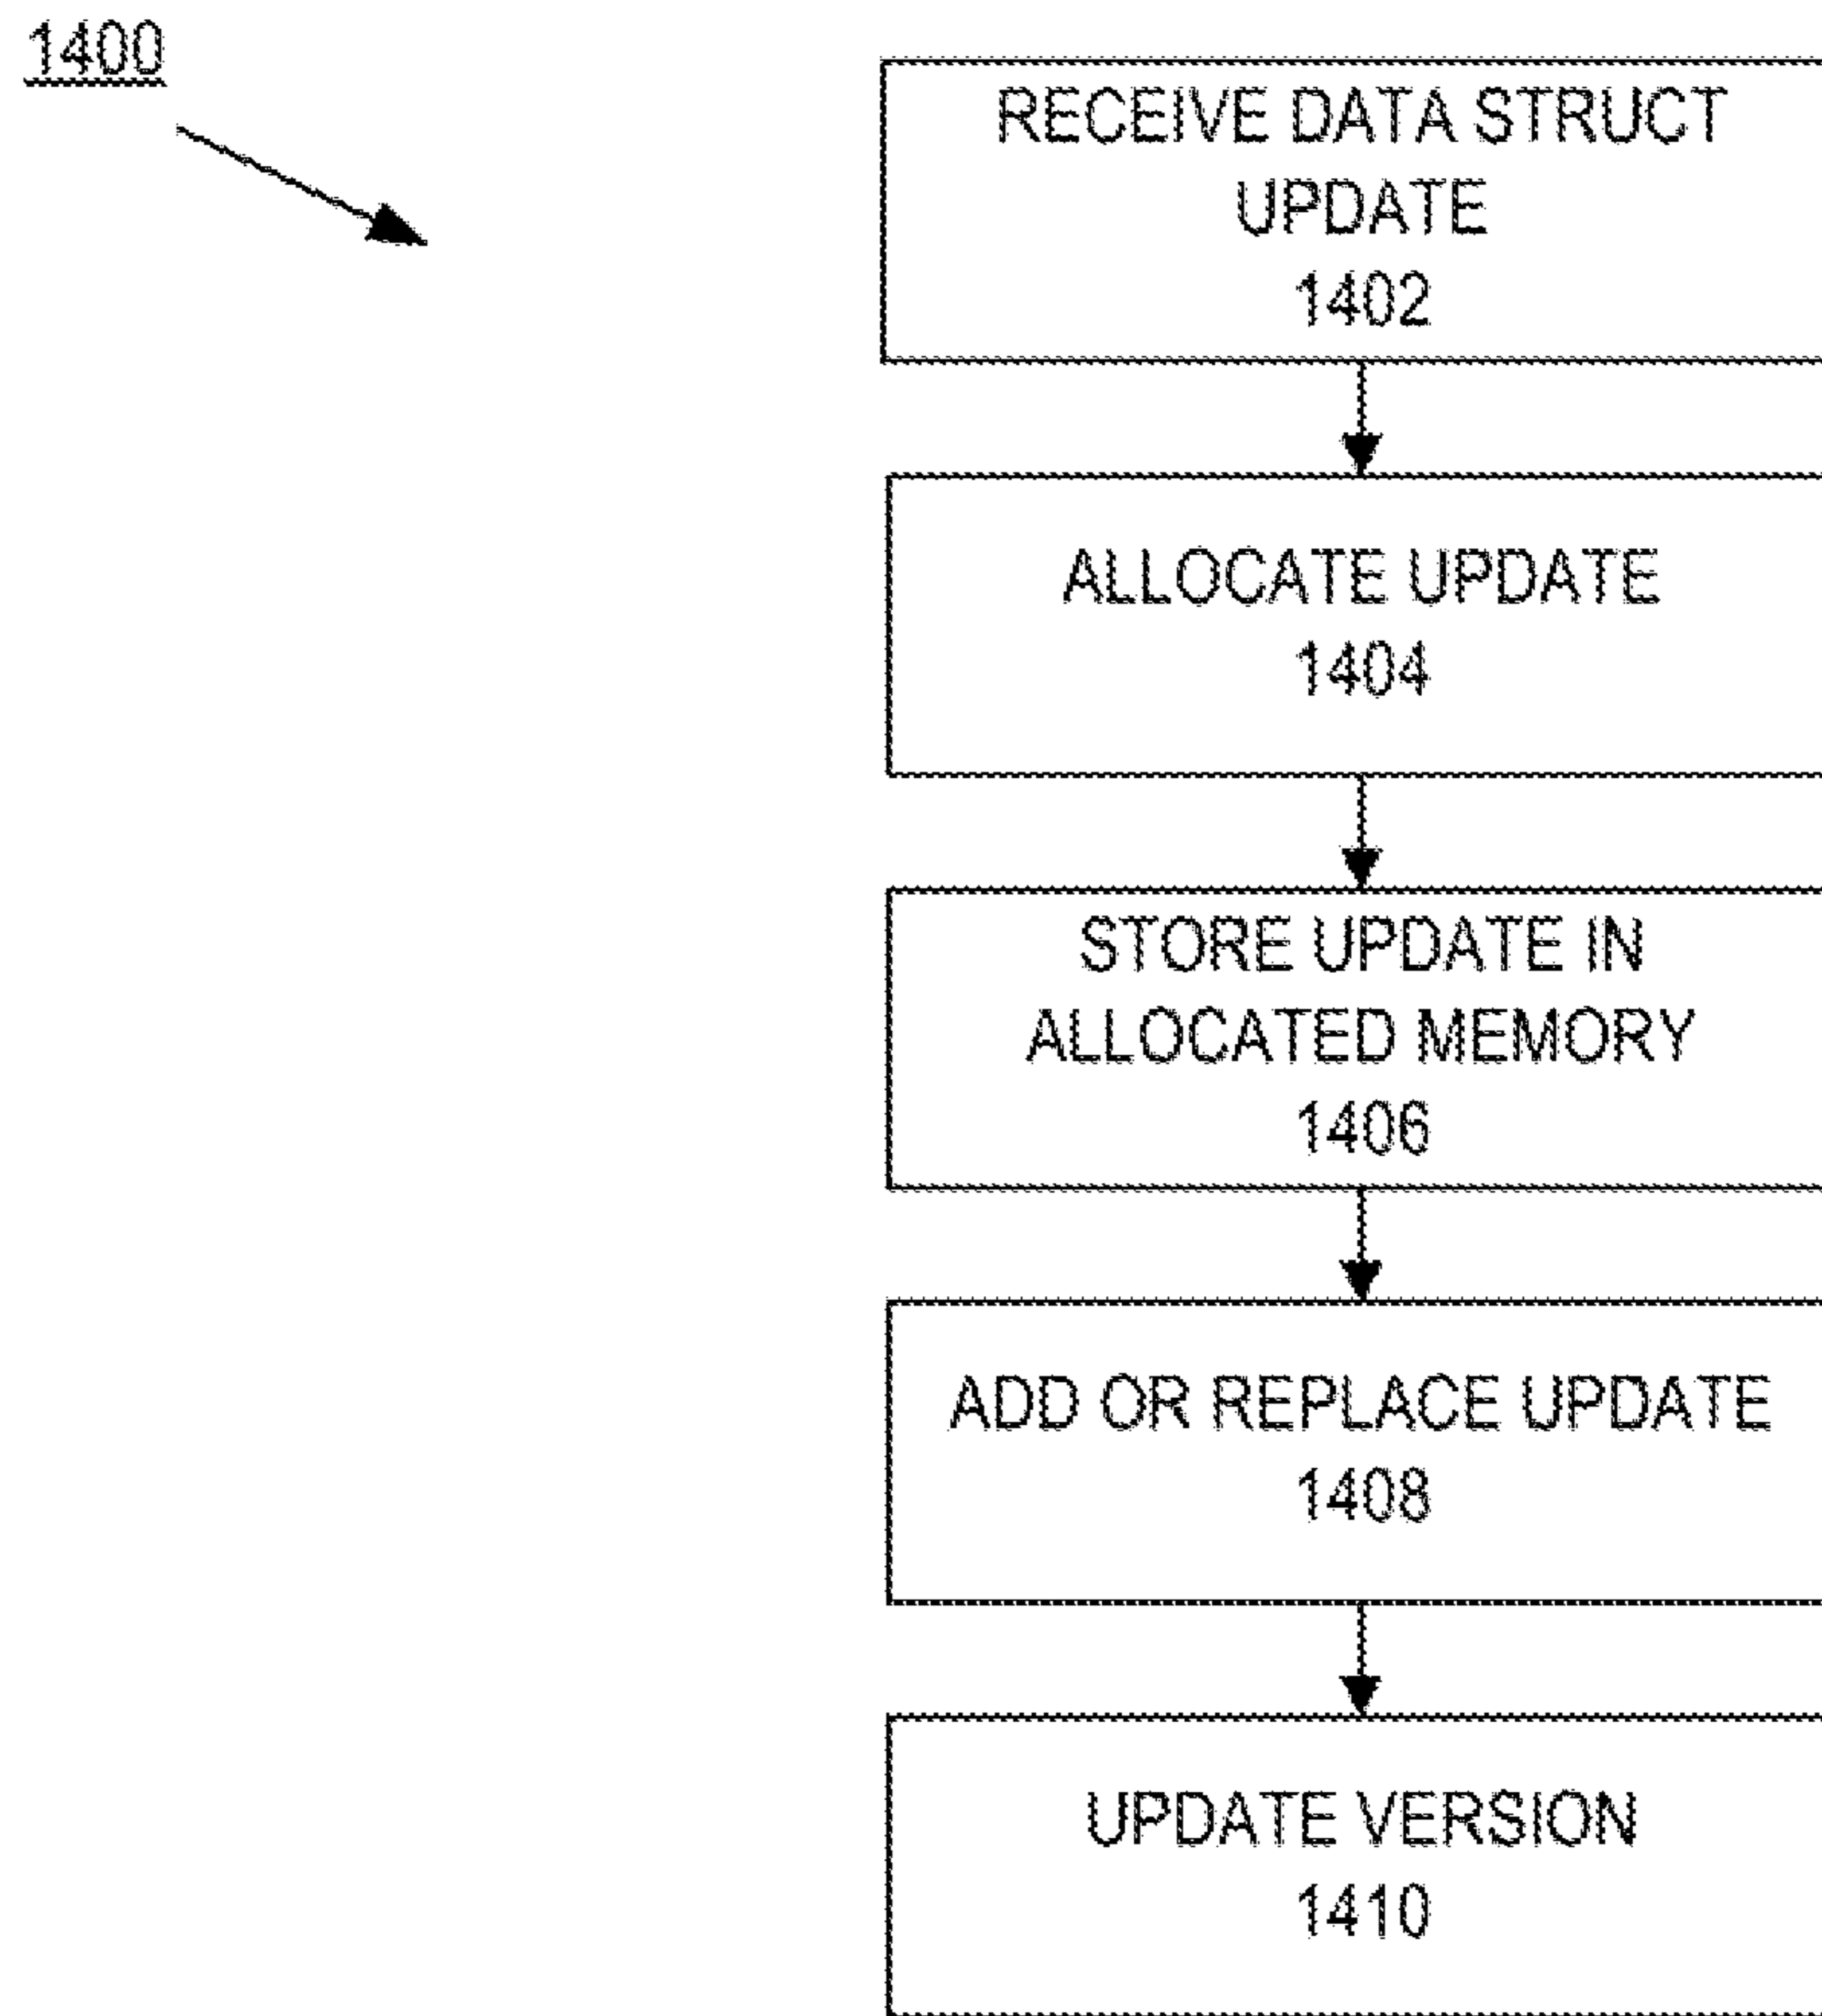 1400
RECEIVE DATA STRUCT
UPDATE
1402
ALLOCATE UPDATE
1404
STORE UPDATE IN
ALLOCATED MEMORY
1406
ADD OR REPLACE UPDATE
1408
UPDATE VERSION
1410